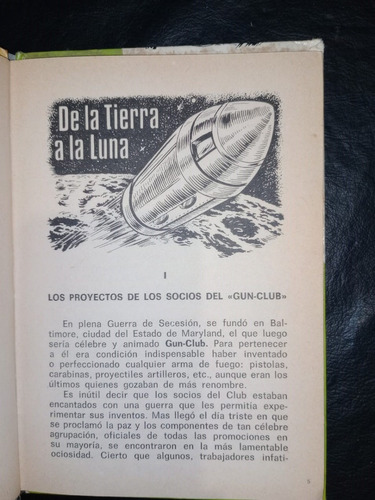 De la Tierra
a la Luna
I
LOS PROYECTOS DE LOS SOCIOS DEL «GUN-CLUB»
En plena Guerra de Secesión, se fundó en Bal-
timore, ciudad del Estado de Maryland, el que luego
sería célebre y animado Gun-Club. Para pertenecer
a él era condición indispensable haber inventado
o perfeccionado cualquier arma de fuego: pistolas,
carabinas, proyectiles artilleros, etc., aunque eran los
últimos quienes gozaban de más renombre.
Es inútil decir que los socios del Club estaban
encantados con una guerra que les permitía expe-
rimentar sus inventos. Mas llegó el día triste en que
se proclamó la paz y los componentes de tan célebre
agrupación, oficiales de todas las promociones en
su mayoría, se encontraron en la más lamentable
ociosidad. Cierto que algunos, trabajadores infati-